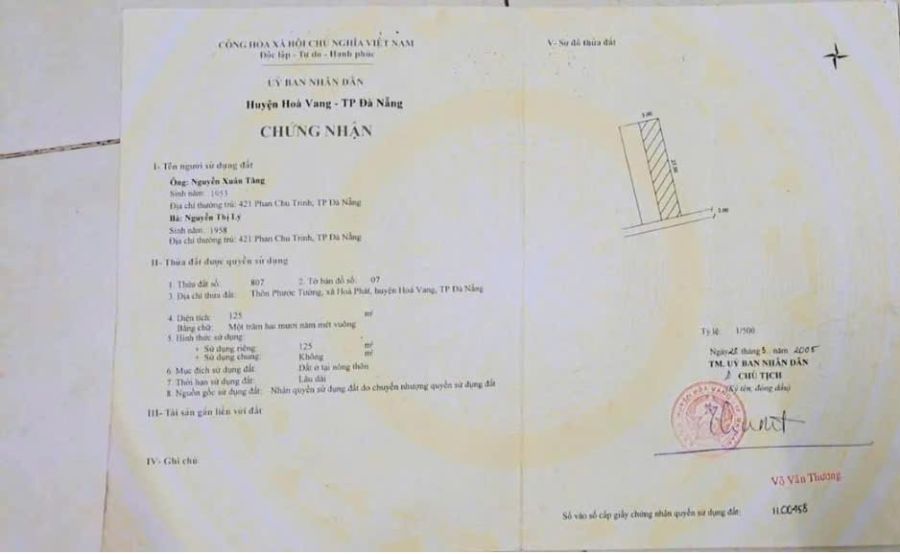 CỘNG HOÀ XÃ HỘI CHỦ NGHĨA VIỆT NAM
Độc lập - Tự do - Hạnh phúc
UỶ BAN NHÂN DÂN
Huyện Hoà Vang - TP Đà Nẵng
CHỨNG NHẬN
I- Tên người sử dụng đất
Ông: Nguyễn Xuân Tăng
Sinh năm: 1953
Địa chỉ thường trú: 421 Phan Chu Trinh, TP Đà Nẵng
Bà: Nguyễn Thị Lý
Sinh năm: 1958
Địa chỉ thường trú: 421 Phan Chu Trinh, TP Đà Nẵng
II- Thửa đất được quyền sử dụng
1. Thửa đất số: 807 2. Tờ bản đồ số: 07
3. Địa chỉ thửa đất: Thôn Phước Tường, xã Hoà Phát, huyện Hoà Vang, TP Đà Nẵng
4. Diện tích: 125 m²
Bằng chữ: Một trăm hai mươi năm mét vuông
5. Hình thức sử dụng:
+ Sử dụng riêng: 125 m²
+ Sử dụng chung: Không m²
6. Mục đích sử dụng đất: Đất ở tại nông thôn
7. Thời hạn sử dụng đất: Lâu dài
8. Nguồn gốc sử dụng đất: Nhận quyền sử dụng đất do chuyển nhượng quyền sử dụng đất
III- Tài sản gắn liền với đất
IV- Ghi chú
V- Sơ đồ thửa đất
5.00
5.00
Tỷ lệ: 1/500
Ngày 28 tháng 3. năm 2005
TM. UỶ BAN NHÂN DÂN
CHỦ TỊCH
(Ký tên, đóng dấu)
Võ Văn Thương
Số vào sổ cấp giấy chứng nhận quyền sử dụng đất: H.00458